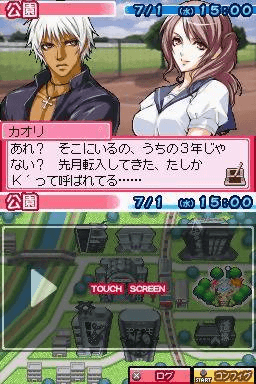 公園 7/1 (水) 15:00
カオリ
あれ? そこにいるの、うちの3年じゃ
ない? 先月転入してきた、たしか
K´って呼ばれてる……
公園 7/1 (水) 15:00
TOUCH SCREEN
× ログ START コンフィグ